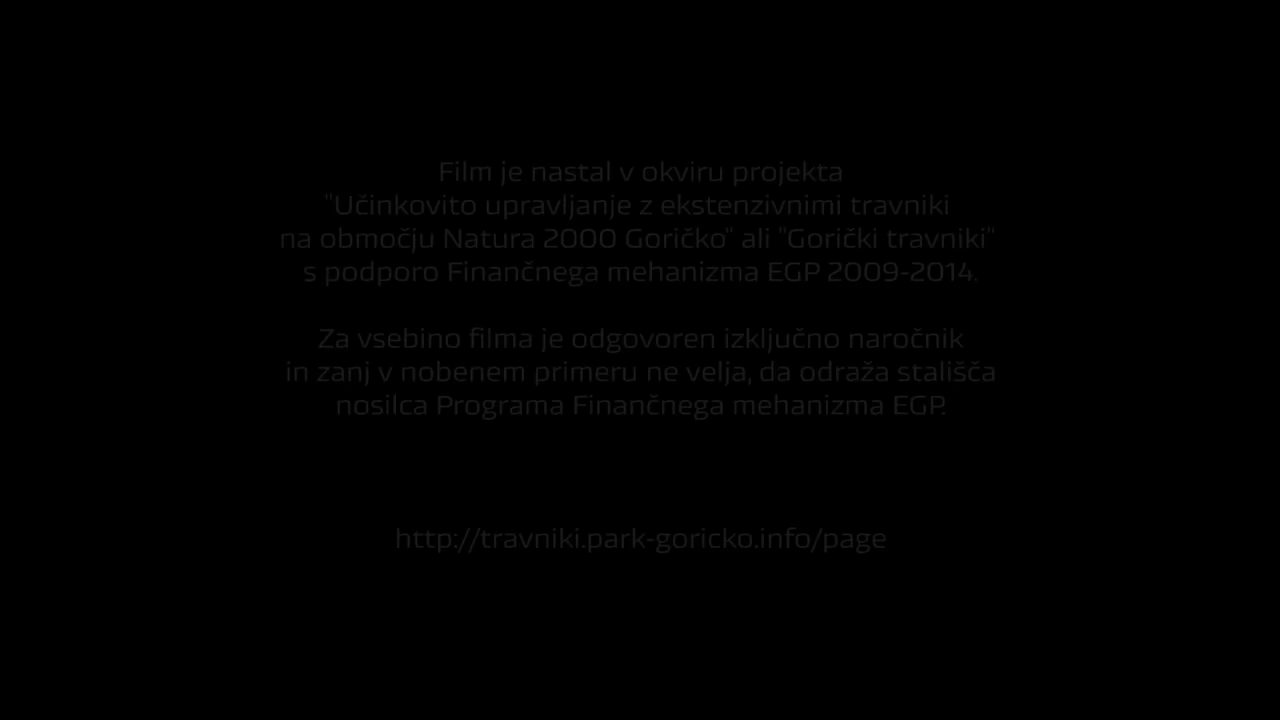 Film je nastal v okviru projekta
"Učinkovito upravljanje z ekstenzivnimi travniki
na območju Natura 2000 Goričko" ali "Gorički travniki"
s podporo Finančnega mehanizma EGP 2009-2014.
Za vsebino filma je odgovoren izključno naročnik
in zanj v nobenem primeru ne velja, da odraža stališča
nosilca Programa Finančnega mehanizma EGP.
http://travniki.park-goricko.info/page